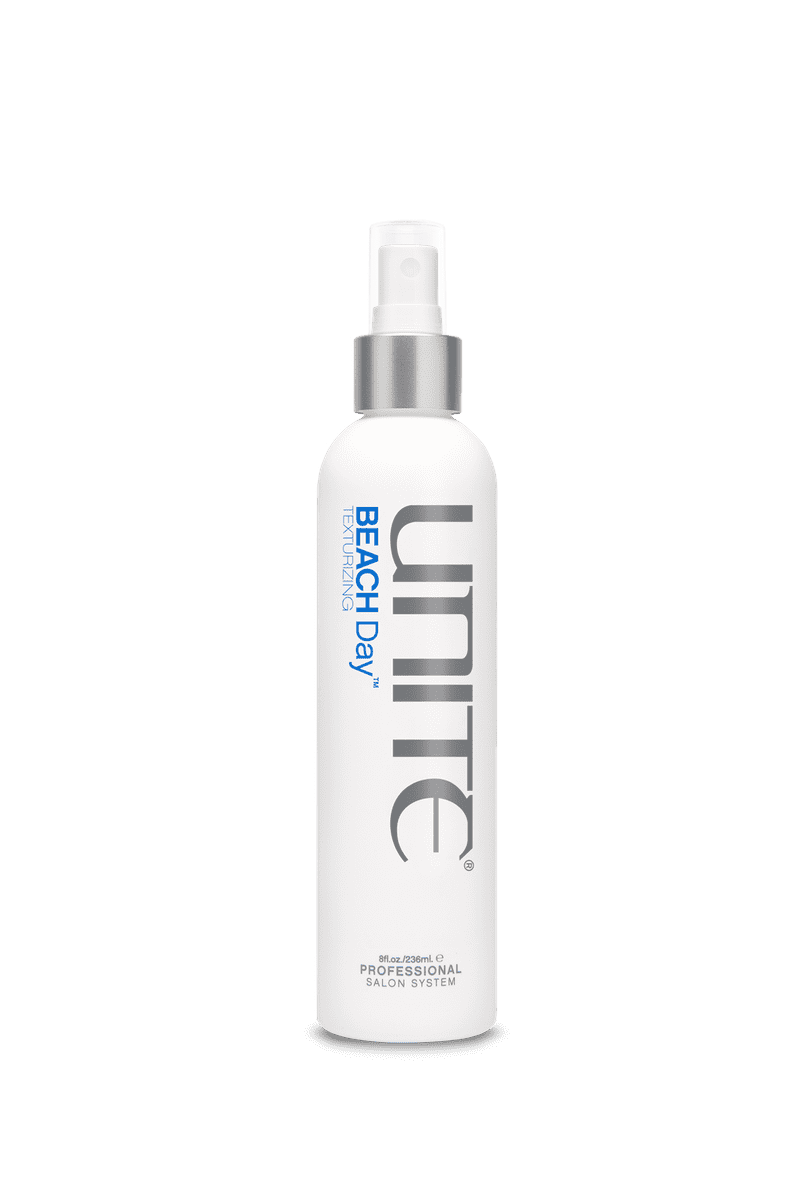 UNITE®
BEACH Day™
TEXTURIZING
8fl.oz./236ml. ℮
PROFESSIONAL
SALON SYSTEM